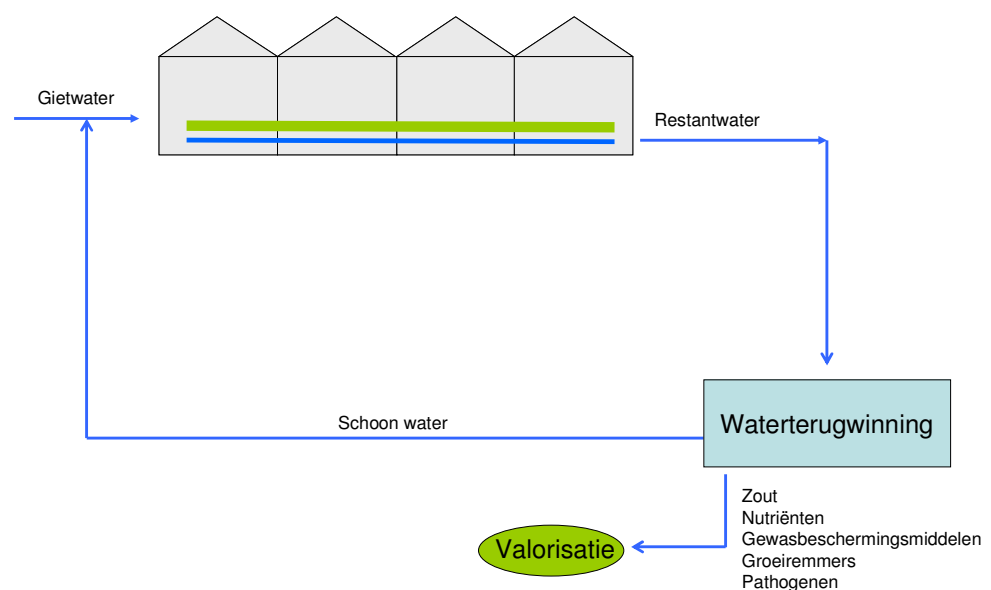 Gietwater
Restantwater
Schoon water
Waterterugwinning
Zout
Nutriënten
Gewasbeschermingsmiddelen
Groeiremmers
Pathogenen
Valorisatie